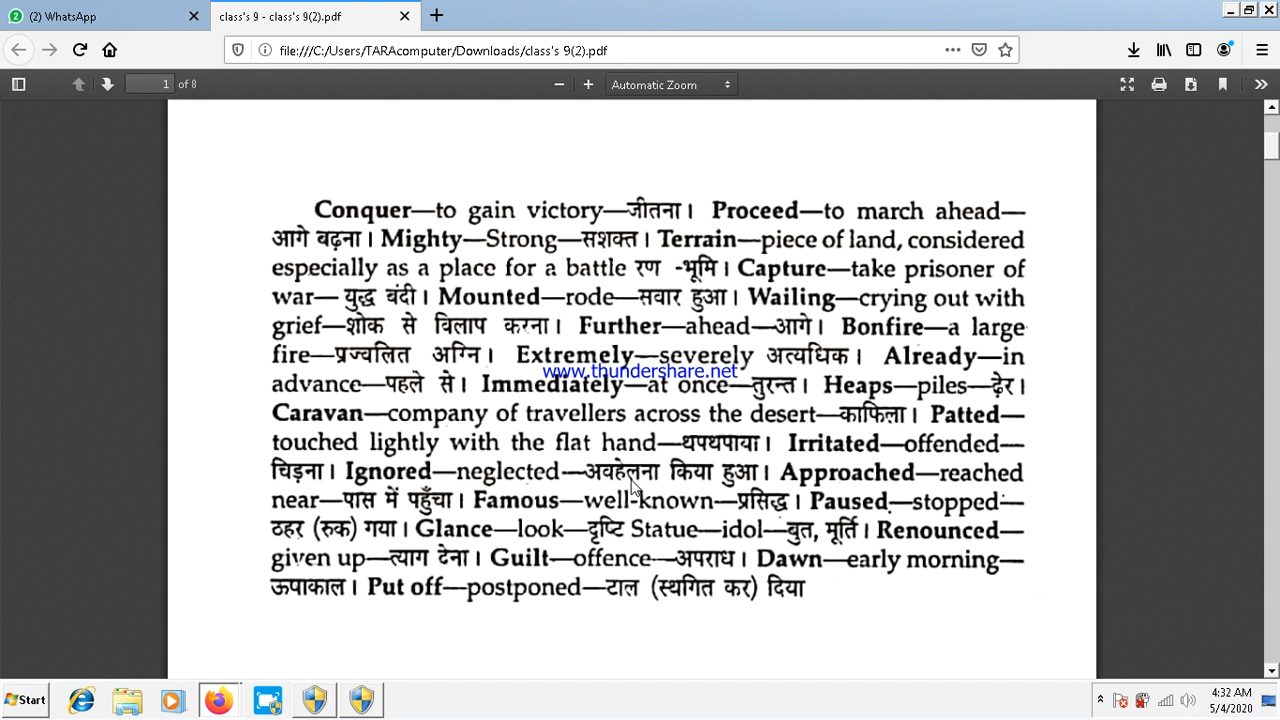 (2) WhatsApp
class's 9 - class's 9(2).pdf
file:///C:/Users/TARAcomputer/Downloads/class's 9(2).pdf
1 of 8
Automatic Zoom
Conquer—to gain victory—जीतना। Proceed—to march ahead—
आगे बढ़ना। Mighty—Strong—सशक्त। Terrain—piece of land, considered
especially as a place for a battle रण -भूमि। Capture—take prisoner of
war— युद्ध बंदी। Mounted—rode—सवार हुआ। Wailing—crying out with
grief—शोक से विलाप करना। Further—ahead—आगे। Bonfire—a large
fire—प्रज्वलित अग्नि। Extremely—severely अत्यधिक। Already—in
www.thundershare.net
advance—पहले से। Immediately—at once—तुरन्त। Heaps—piles—ढ़ेर।
Caravan—company of travellers across the desert—काफिला। Patted—
touched lightly with the flat hand—थपथपाया। Irritated—offended—
चिड़ना। Ignored—neglected—अवहेलना किया हुआ। Approached—reached
near—पास में पहुँचा। Famous—well-known—प्रसिद्ध। Paused—stopped—
ठहर (रुक) गया। Glance—look—दृष्टि Statue—idol—बुत, मूर्ति। Renounced—
given up—त्याग देना। Guilt—offence—अपराध। Dawn—early morning—
ऊपाकाल। Put off—postponed—टाल (स्थगित कर) दिया
Start
4:32 AM
5/4/2020